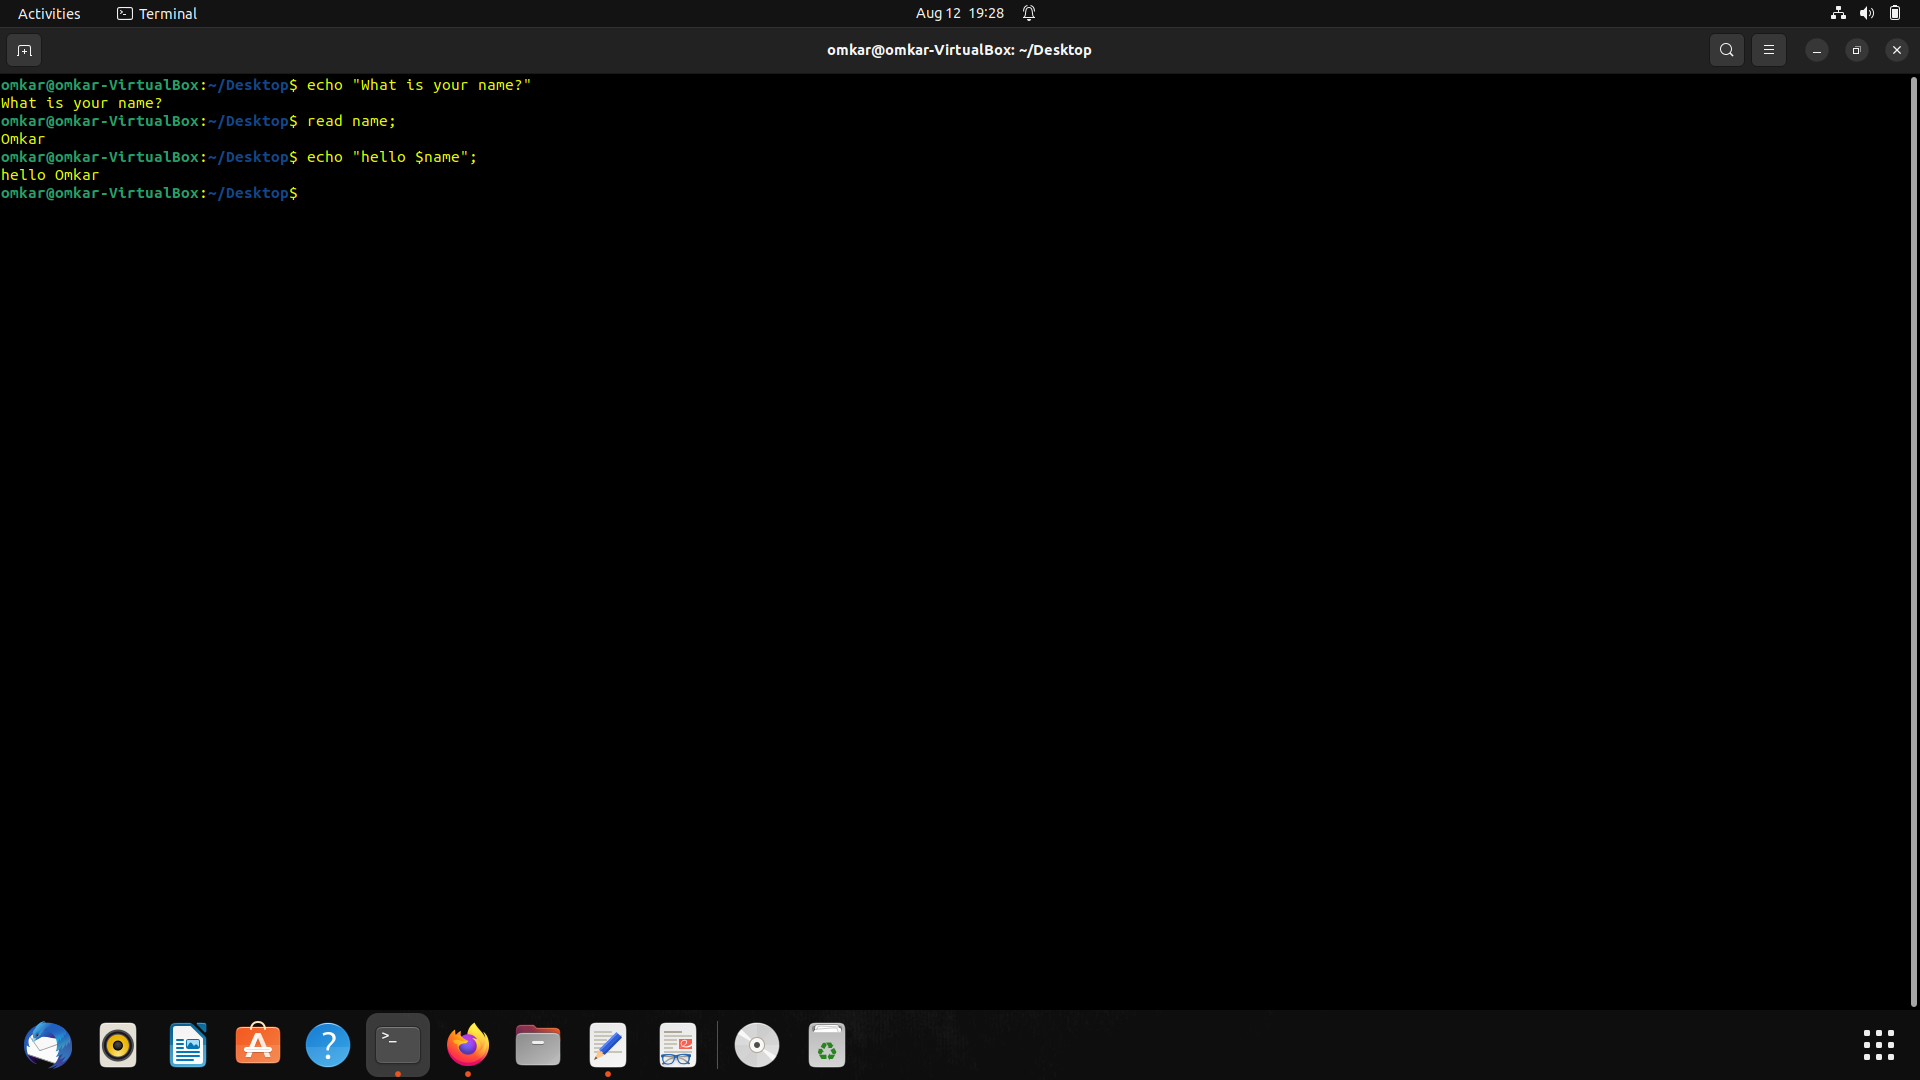 Activities Terminal Aug 12 19:28
omkar@omkar-VirtualBox: ~/Desktop
omkar@omkar-VirtualBox:~/Desktop$ echo "What is your name?"
What is your name?
omkar@omkar-VirtualBox:~/Desktop$ read name;
Omkar
omkar@omkar-VirtualBox:~/Desktop$ echo "hello $name";
hello Omkar
omkar@omkar-VirtualBox:~/Desktop$